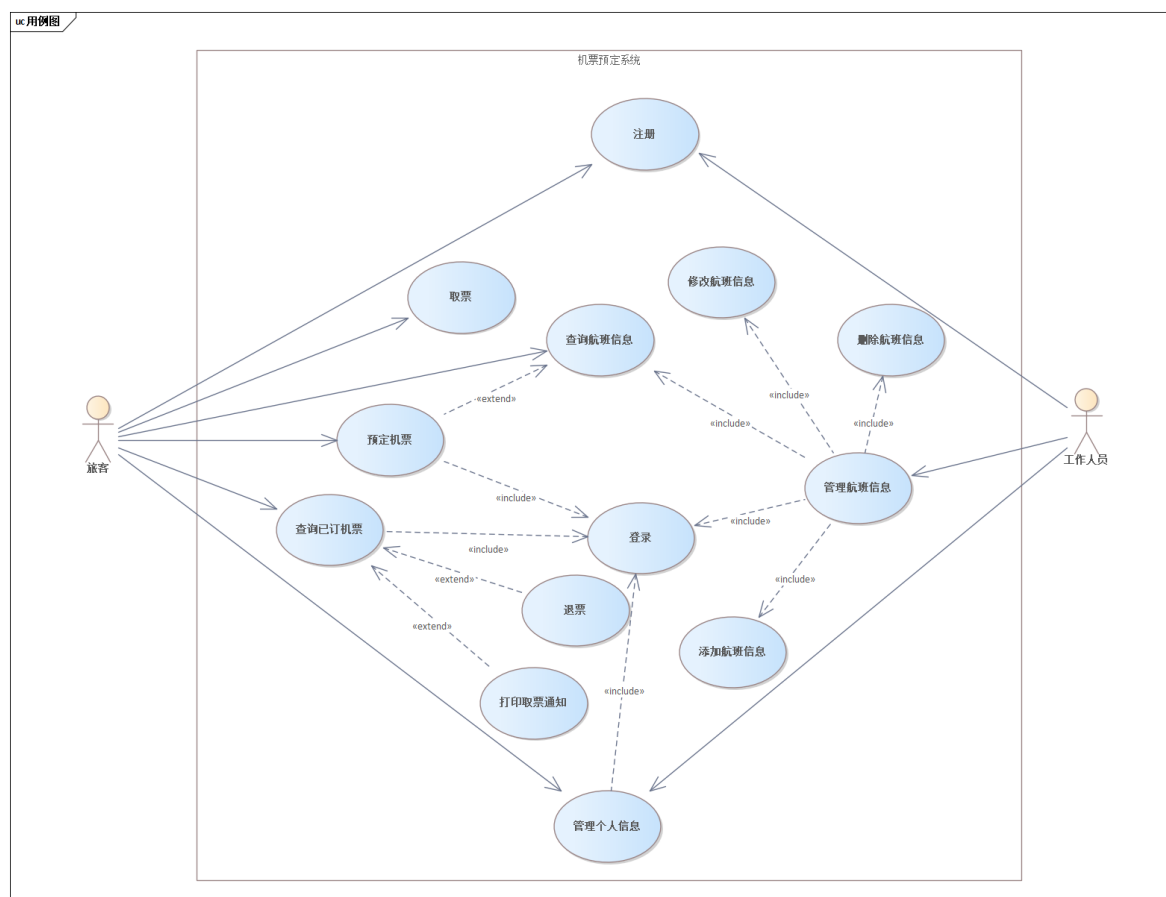 uc 用例图
机票预定系统
注册
修改航班信息
取票
查询航班信息
删除航班信息
«extend»
«include»
«include»
«include»
预定机票
旅客
工作人员
管理航班信息
«include»
查询已订机票
«include»
登录
«include»
«extend»
«include»
退票
«extend»
添加航班信息
«include»
打印取票通知
管理个人信息